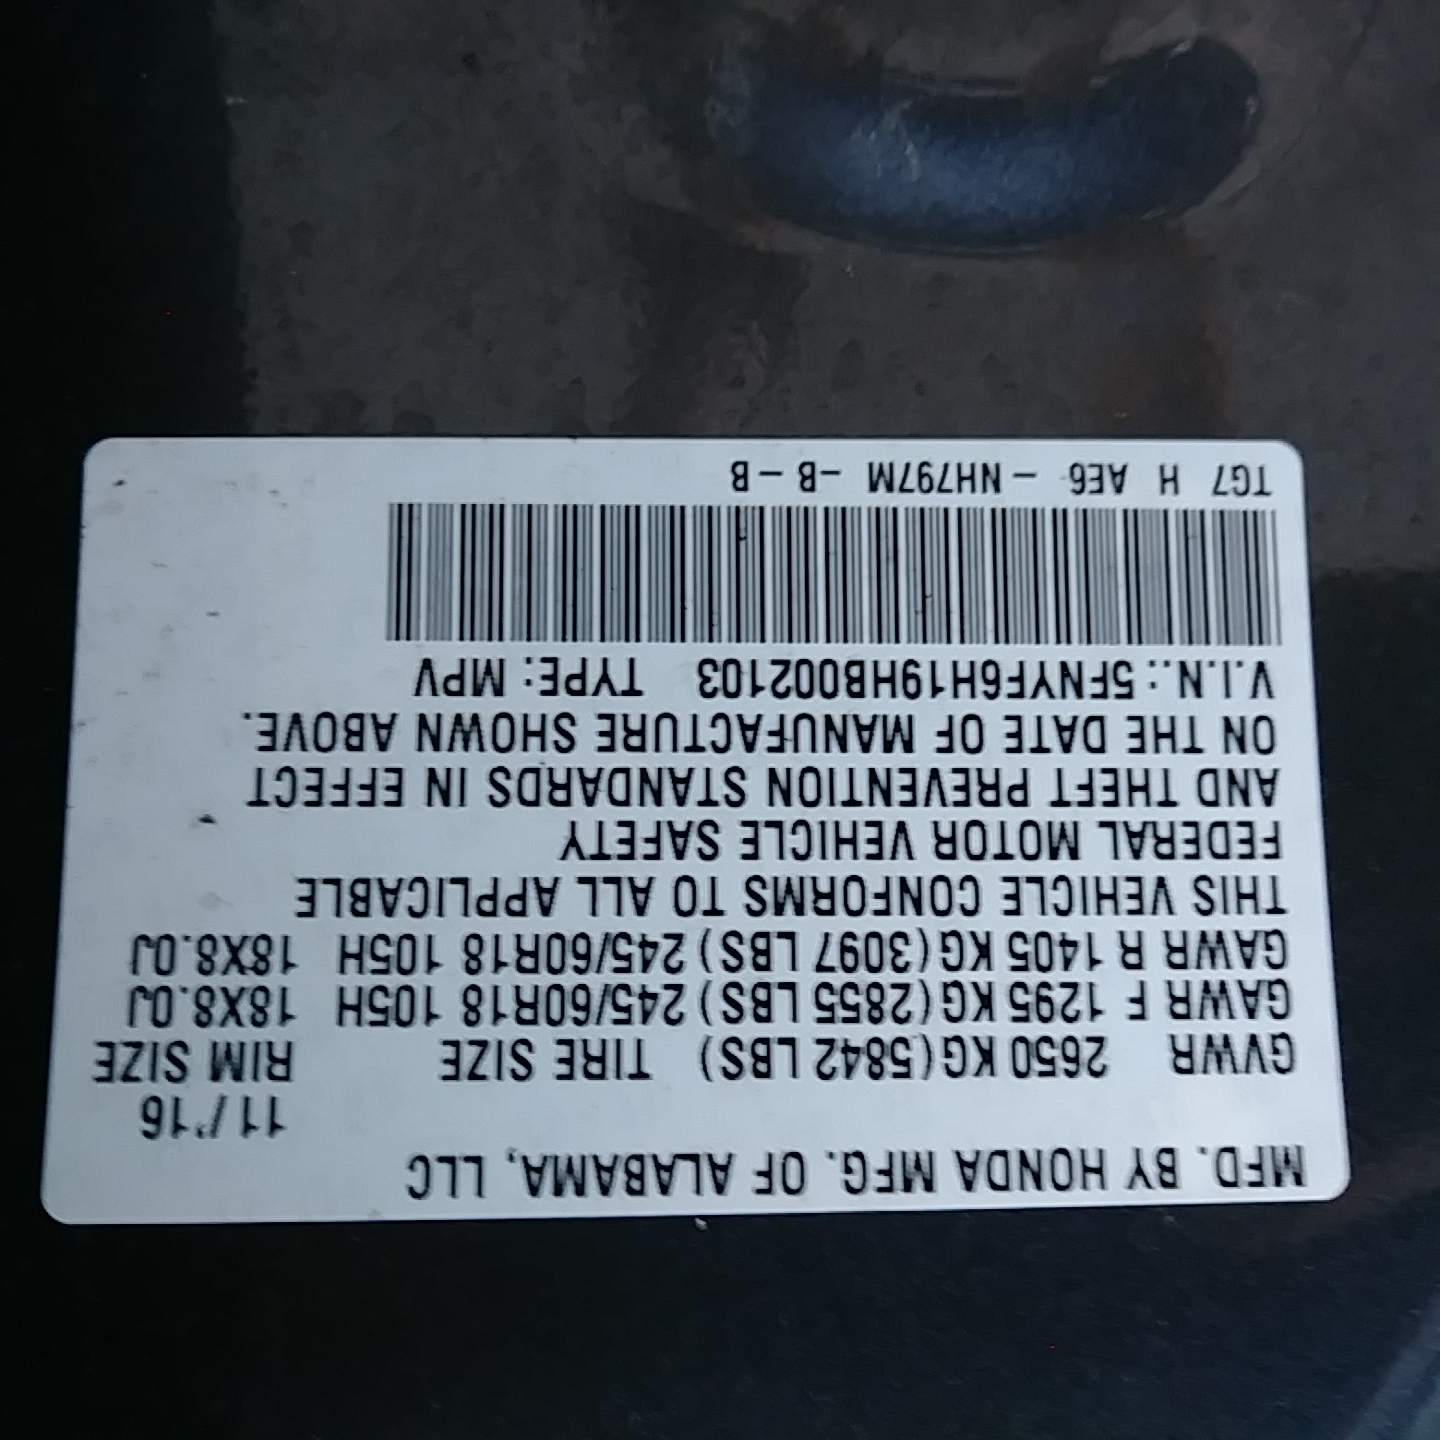 MFD. BY HONDA MFG. OF ALABAMA, LLC
11/'16
GVWR 2650 KG (5842 LBS) TIRE SIZE RIM SIZE
GAWR F 1295 KG (2855 LBS) 245/60R18 105H 18X8.0J
GAWR R 1405 KG (3097 LBS) 245/60R18 105H 18X8.0J
THIS VEHICLE CONFORMS TO ALL APPLICABLE
FEDERAL MOTOR VEHICLE SAFETY
AND THEFT PREVENTION STANDARDS IN EFFECT
ON THE DATE OF MANUFACTURE SHOWN ABOVE.
V.I.N.: 5FNYF6H19HB002103 TYPE: MPV
TG7 H AE6 - NH797M -B-B